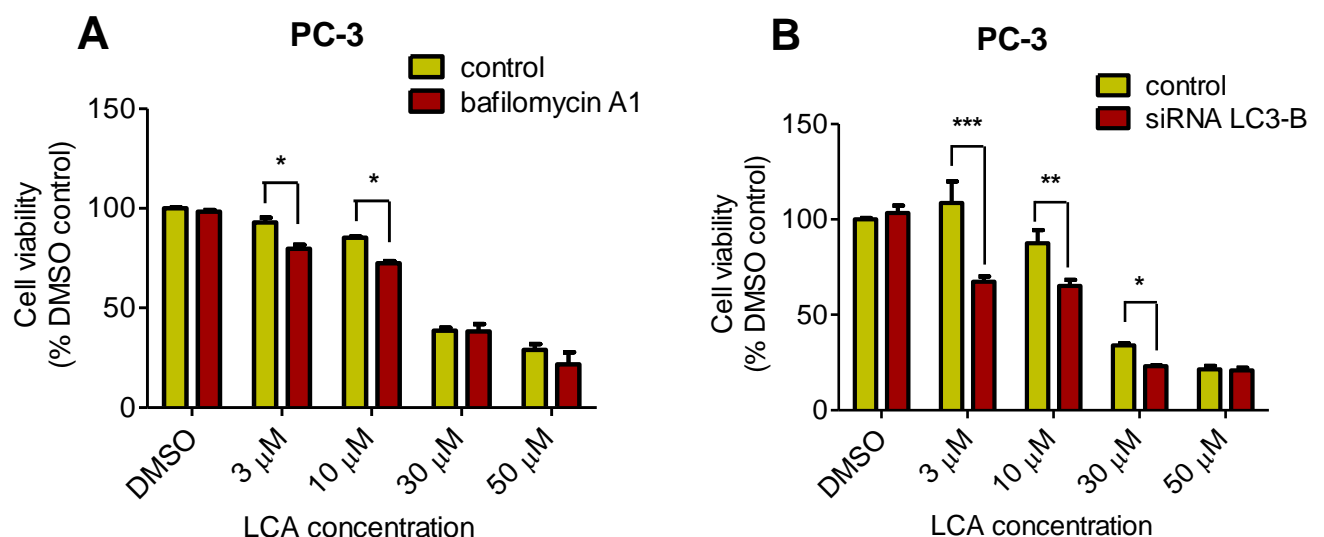 A
PC-3
control
bafilomycin A1
Cell viability
(% DMSO control)
150
100
50
0
*
*
DMSO
3 μM
10 μM
30 μM
50 μM
LCA concentration
B
PC-3
control
siRNA LC3-B
Cell viability
(% DMSO control)
150
100
50
0
***
**
*
DMSO
3 μM
10 μM
30 μM
50 μM
LCA concentration